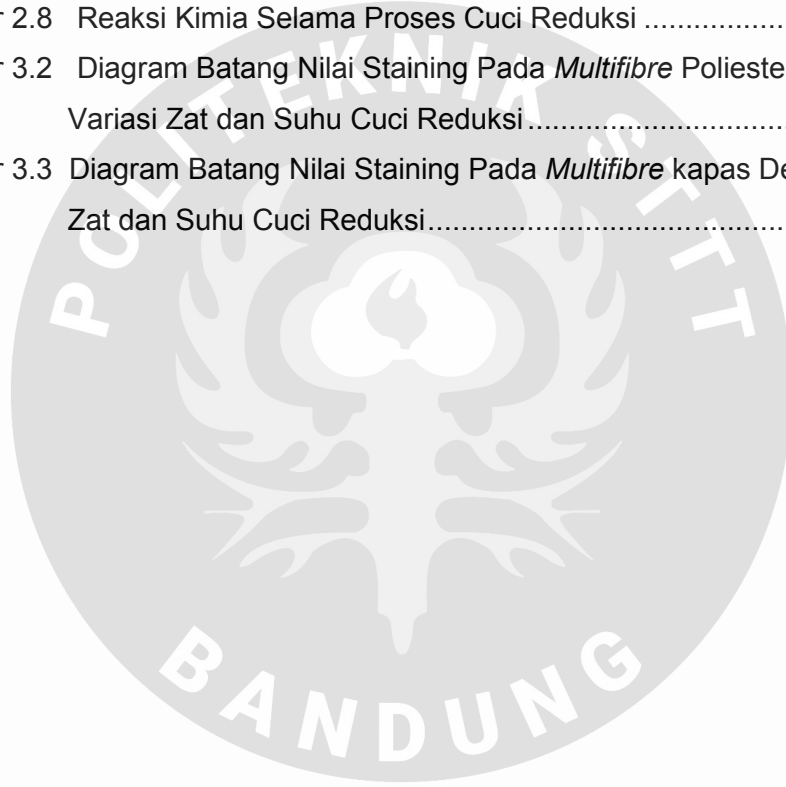 r 2.8 Reaksi Kimia Selama Proses Cuci Reduksi ..................
r 3.2 Diagram Batang Nilai Staining Pada Multifibre Polieste
Variasi Zat dan Suhu Cuci Reduksi ................................
r 3.3 Diagram Batang Nilai Staining Pada Multifibre kapas De
Zat dan Suhu Cuci Reduksi ............................................
POLITEKNIK STTT
BANDUNG